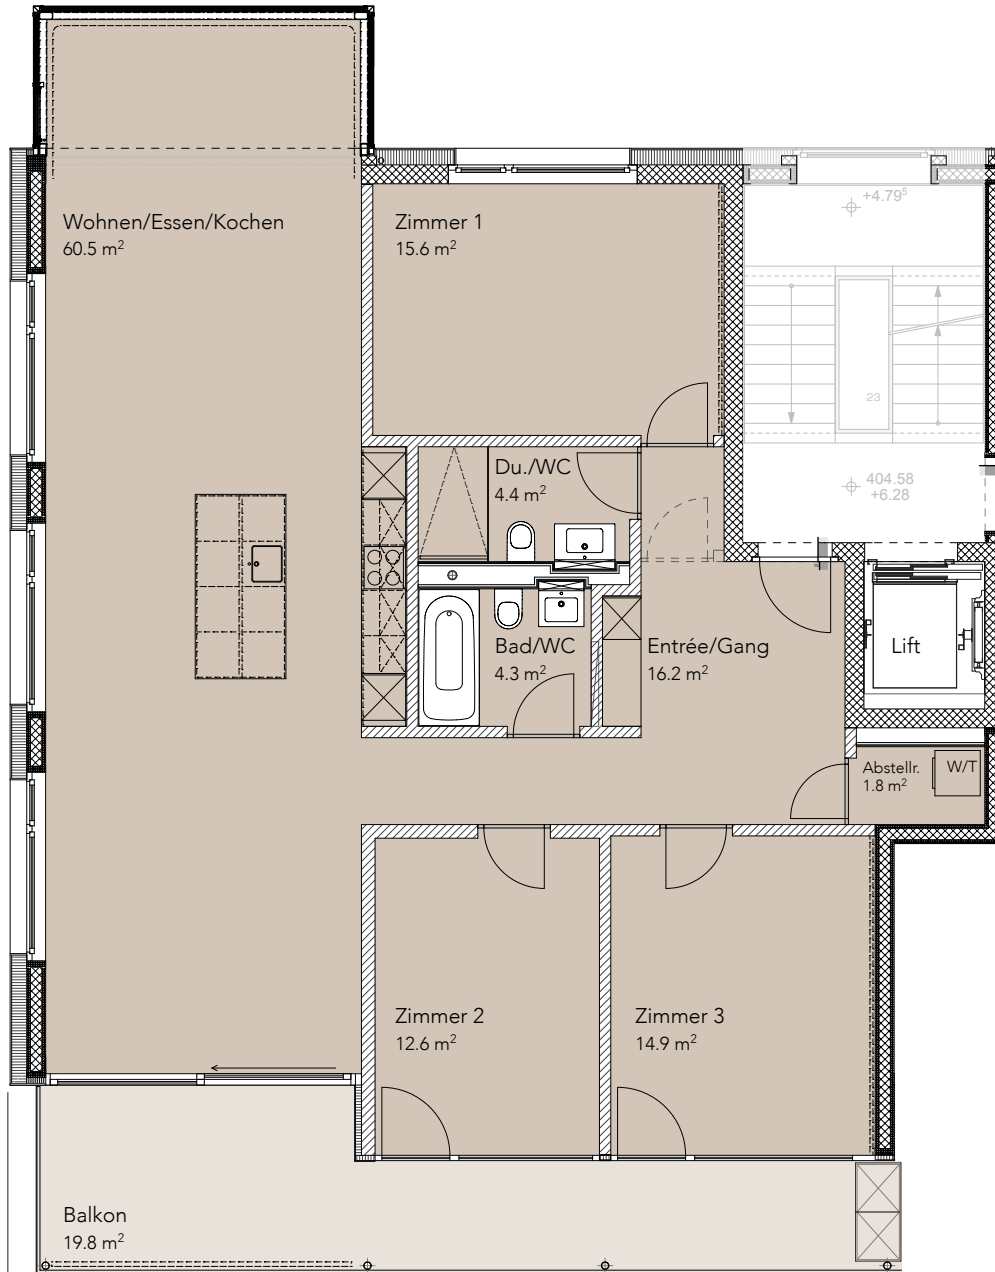 Wohnen/Essen/Kochen
60.5 m²
Zimmer 1
15.6 m²
+4.79⁵
23
404.58
+6.28
Du./WC
4.4 m²
Bad/WC
4.3 m²
Entrée/Gang
16.2 m²
Lift
Abstellr.
1.8 m²
W/T
Zimmer 2
12.6 m²
Zimmer 3
14.9 m²
Balkon
19.8 m²